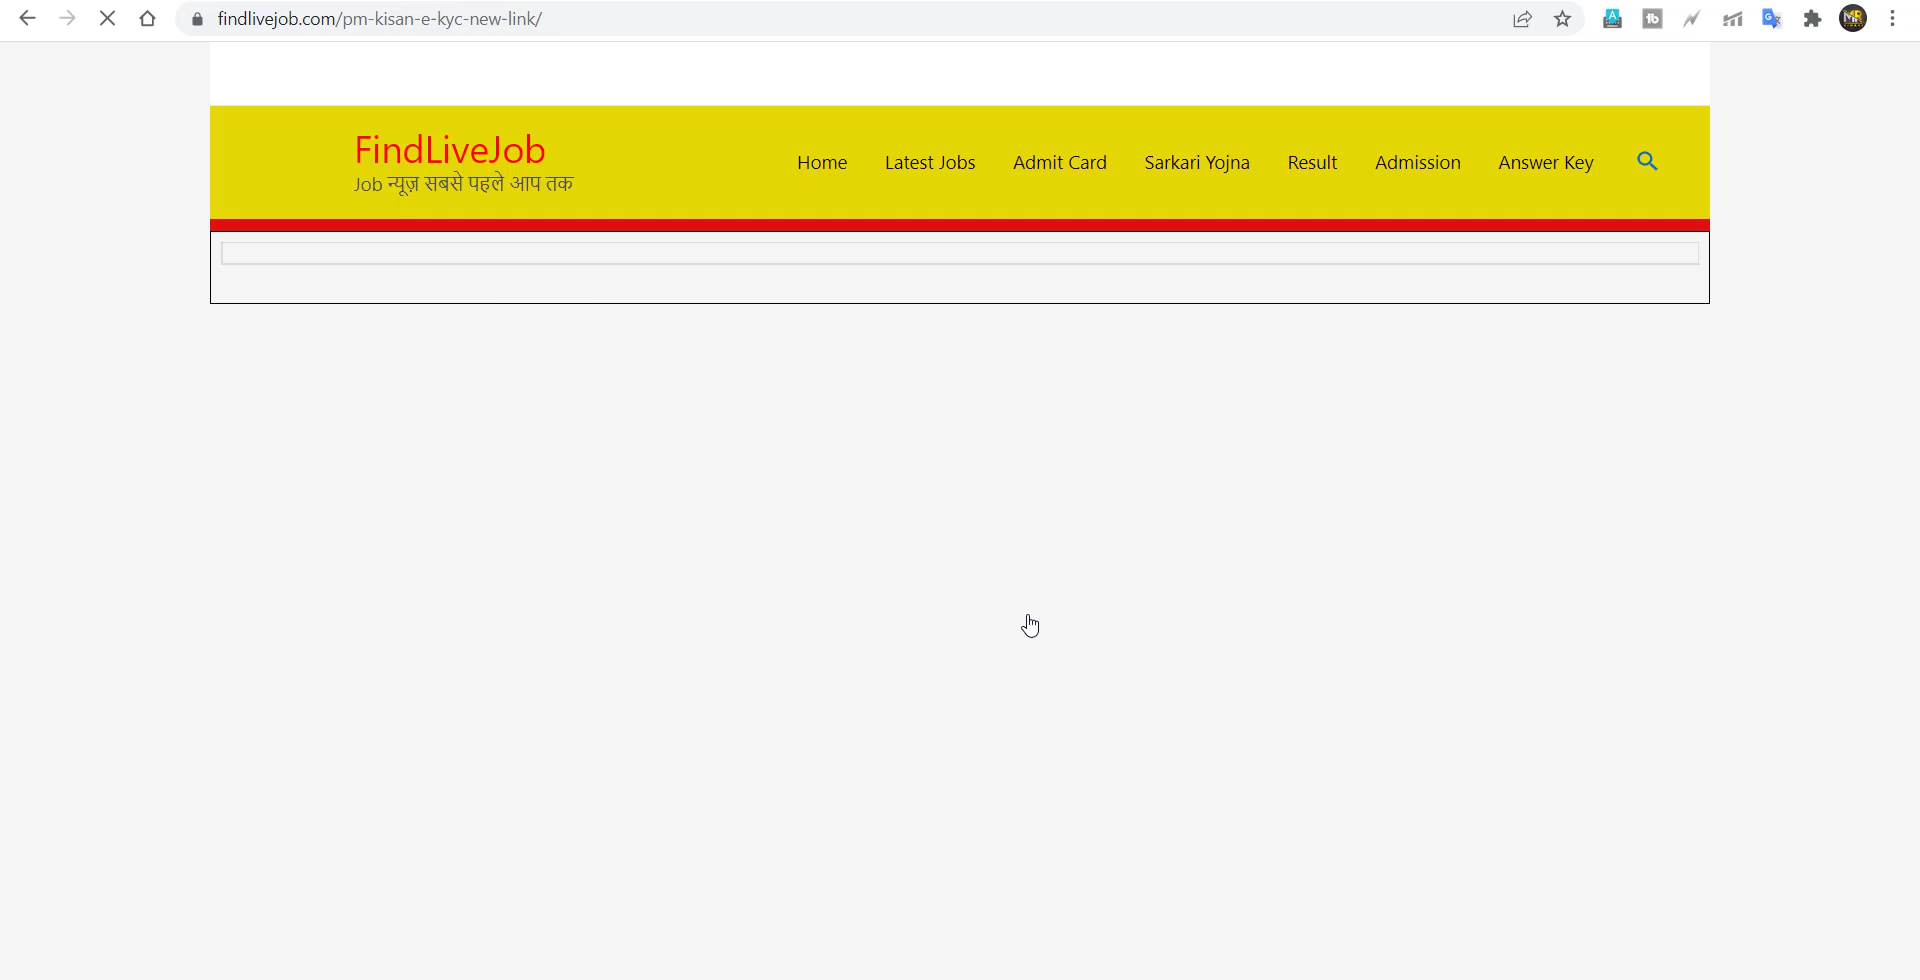 findlivejob.com/pm-kisan-e-kyc-new-link/
FindLiveJob
Job न्यूज़ सबसे पहले आप तक
Home Latest Jobs Admit Card Sarkari Yojna Result Admission Answer Key